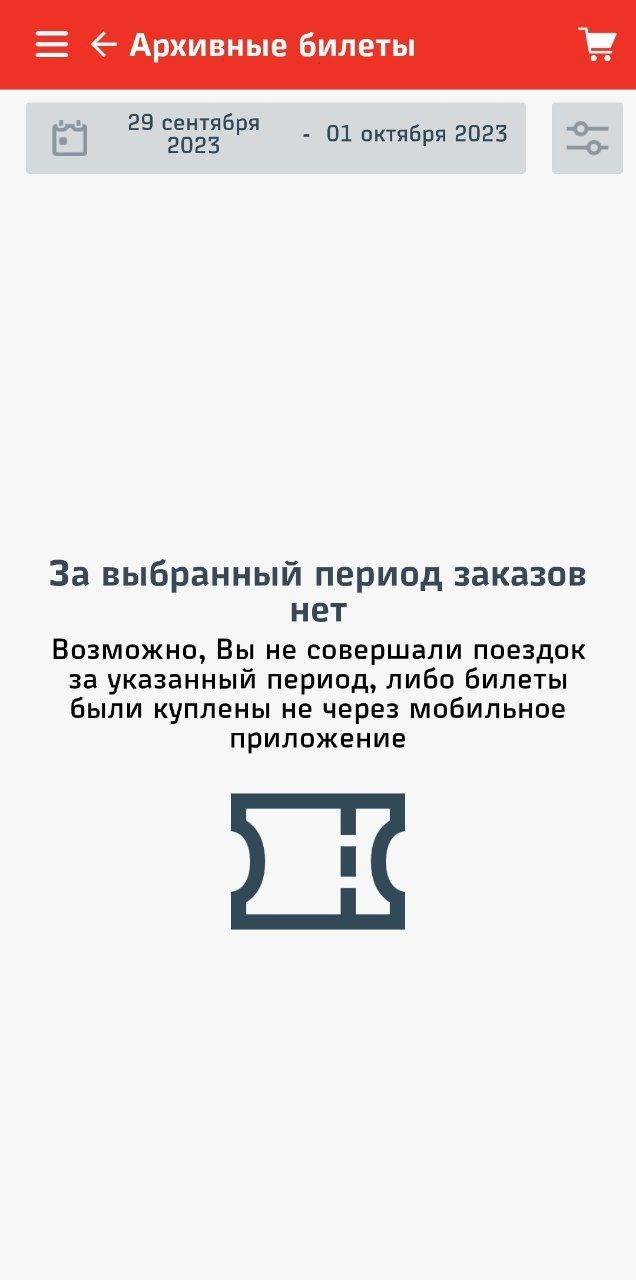 Архивные билеты
29 сентября
2023
- 01 октября 2023
За выбранный период заказов
нет
Возможно, Вы не совершали поездок
за указанный период, либо билеты
были куплены не через мобильное
приложение